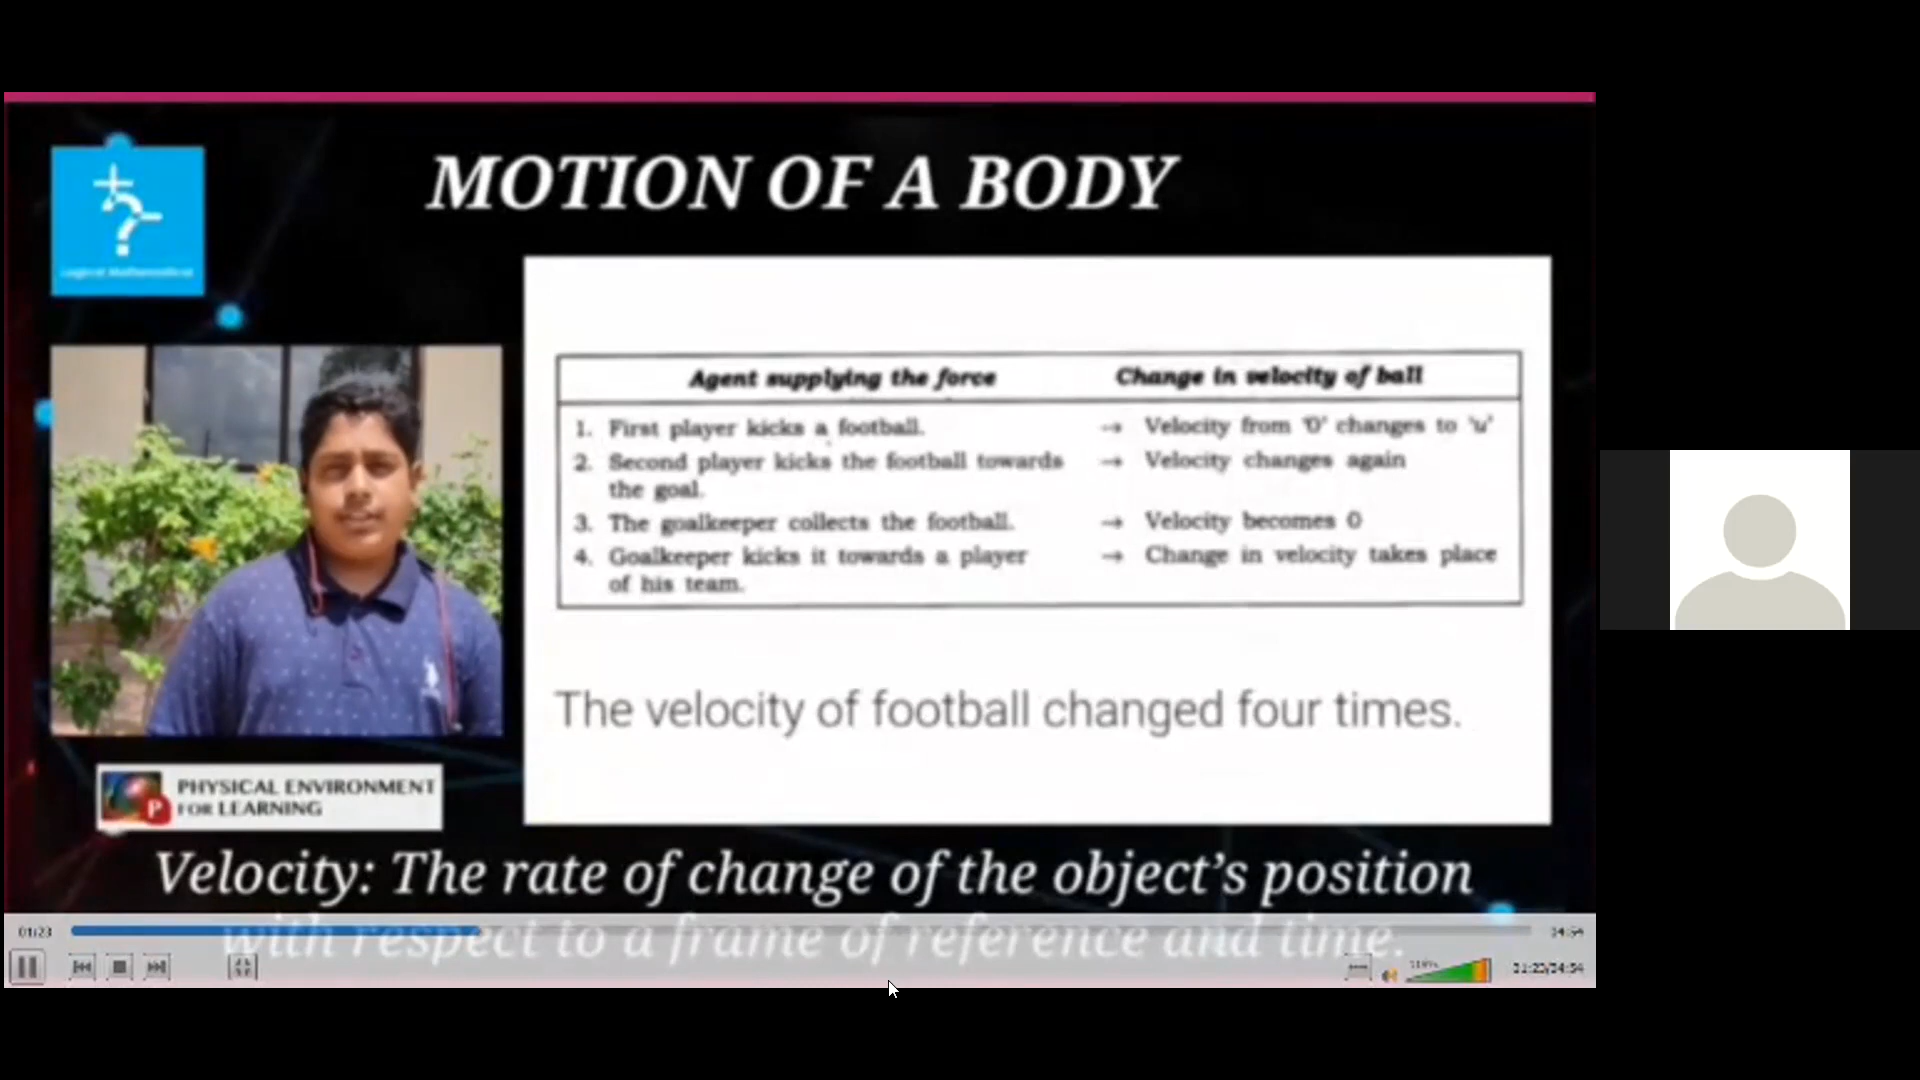 MOTION OF A BODY
Logical Mathematical
Agent supplying the force Change in velocity of ball
1. First player kicks a football. → Velocity from '0' changes to 'u'
2. Second player kicks the football towards → Velocity changes again
the goal.
3. The goalkeeper collects the football. → Velocity becomes 0
4. Goalkeeper kicks it towards a player → Change in velocity takes place
of his team.
The velocity of football changed four times.
P PHYSICAL ENVIRONMENT
FOR LEARNING
Velocity: The rate of change of the object's position
with respect to a frame of reference and time.
01:23